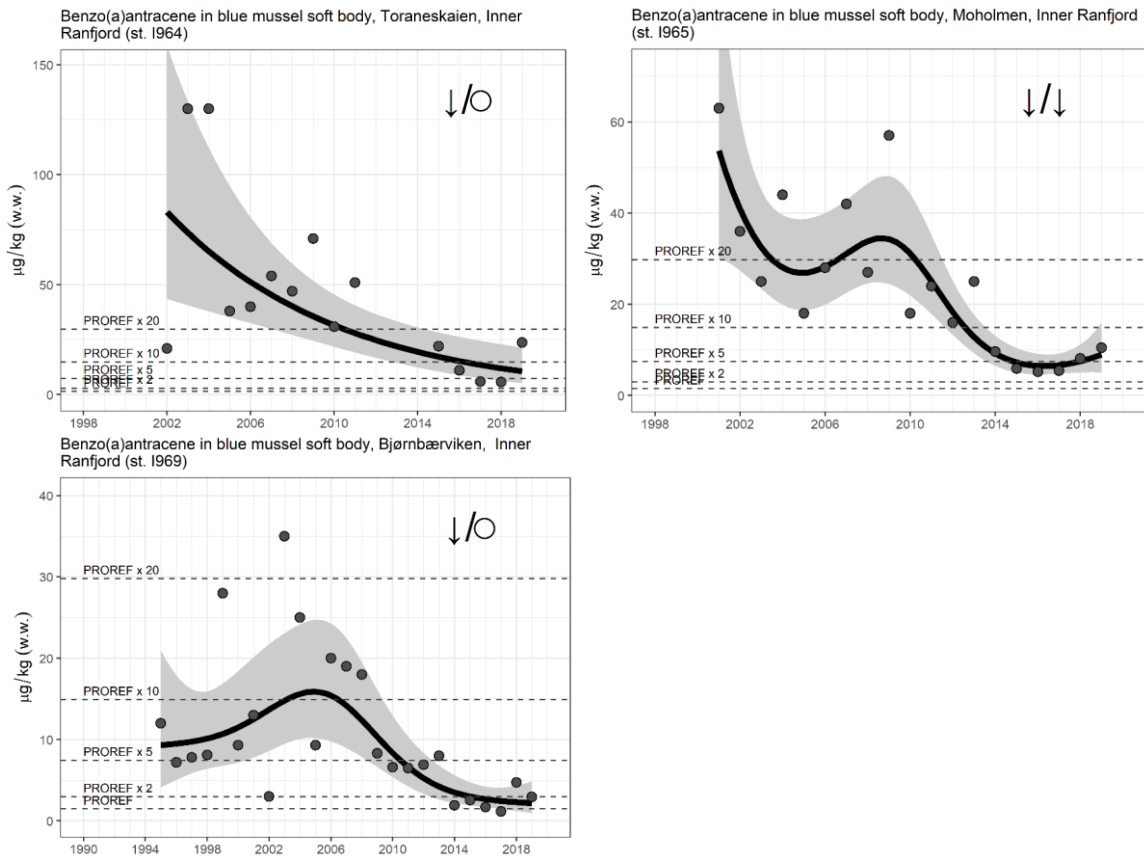 Benzo(a)antracene in blue mussel soft body, Toraneskaien, Inner
Ranfjord (st. I964)
150
100
50
0
µg/kg (w.w.)
PROREF x 20
PROREF x 10
PROREF x 5
PROREF x 2
PROREF
↓/○
1998 2002 2006 2010 2014 2018
Benzo(a)antracene in blue mussel soft body, Moholmen, Inner Ranfjord
(st. I965)
60
40
20
0
µg/kg (w.w.)
PROREF x 20
PROREF x 10
PROREF x 5
PROREF x 2
PROREF
↓/↓
1998 2002 2006 2010 2014 2018
Benzo(a)antracene in blue mussel soft body, Bjørnbærviken, Inner
Ranfjord (st. I969)
40
30
20
10
0
µg/kg (w.w.)
PROREF x 20
PROREF x 10
PROREF x 5
PROREF x 2
PROREF
↓/○
1990 1994 1998 2002 2006 2010 2014 2018